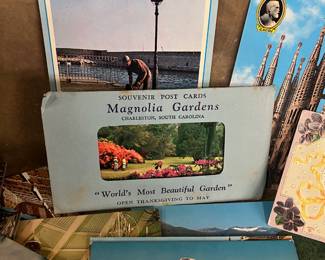 SOUVENIR POST CARDS
Magnolia Gardens
CHARLESTON, SOUTH CAROLINA
"World's Most Beautiful Garden"
OPEN THANKSGIVING TO MAY